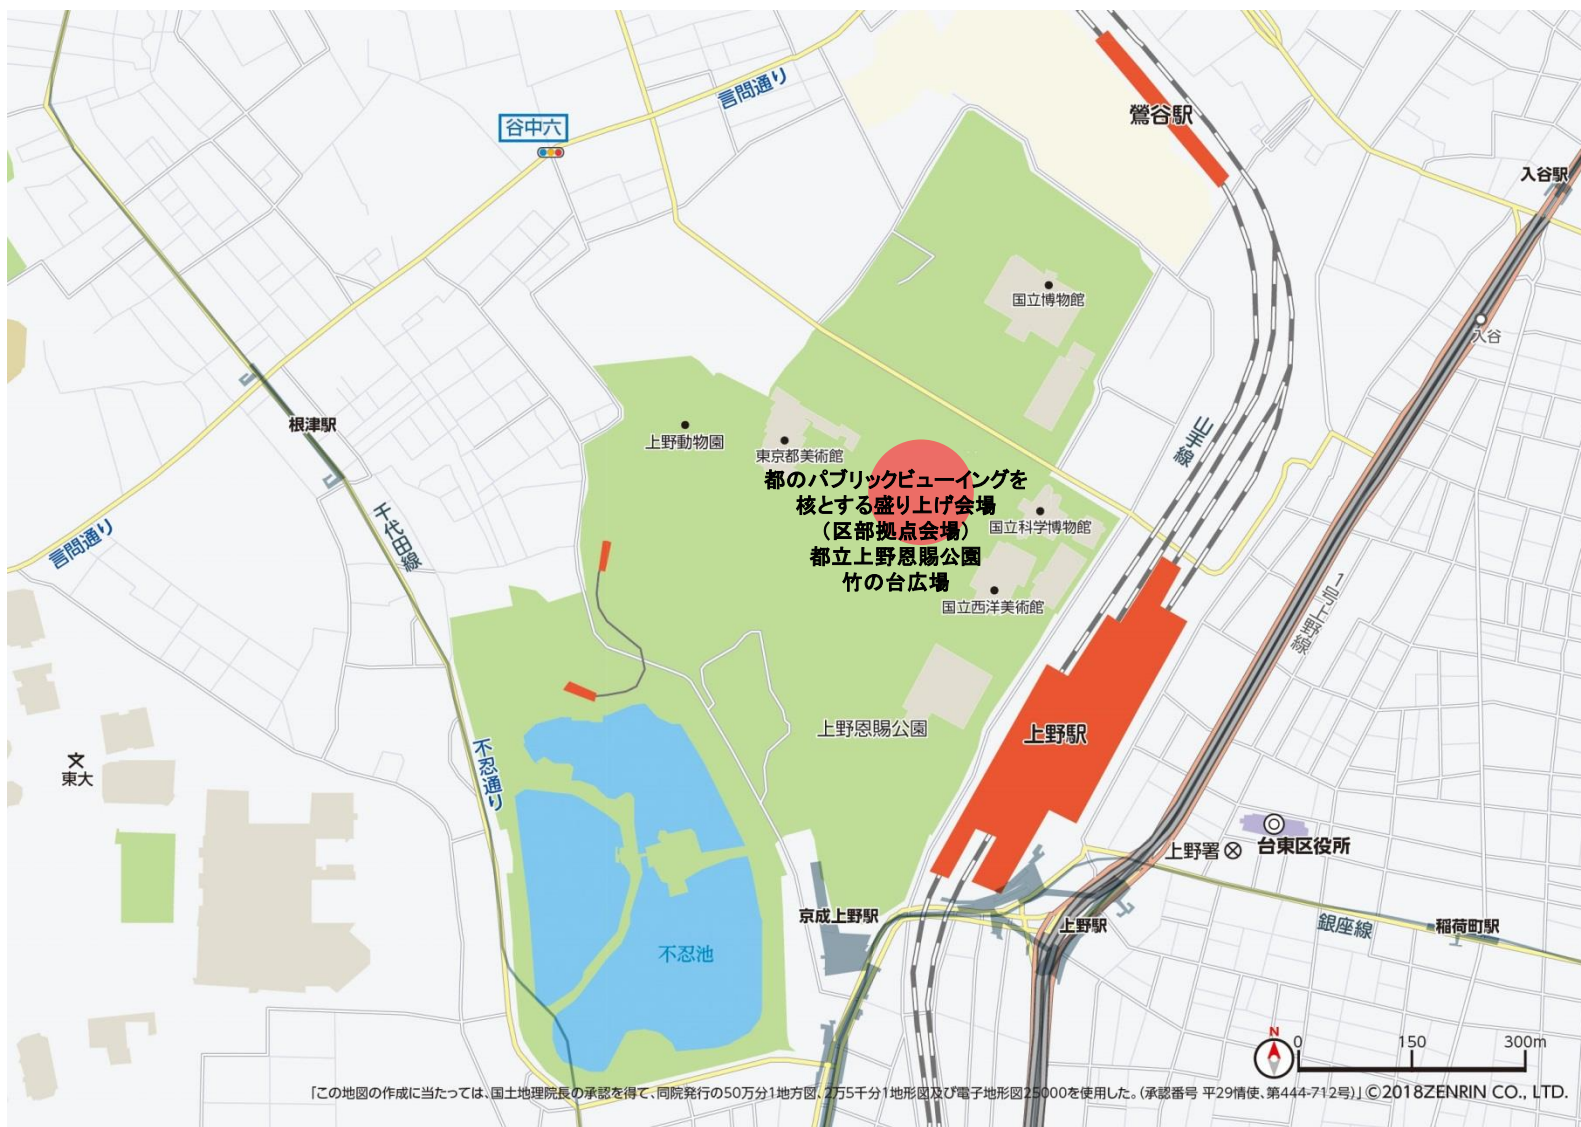 言問通り
谷中六
鶯谷駅
入谷駅
国立博物館
入谷
根津駅
上野動物園
東京都美術館
山手線
都のパブリックビューイングを
核とする盛り上げ会場
（区部拠点会場）
都立上野恩賜公園
竹の台広場
国立科学博物館
国立西洋美術館
言問通り
千代田線
1号上野線
上野恩賜公園
上野駅
不忍通り
文
東大
上野署
台東区役所
京成上野駅
上野駅
銀座線
稲荷町駅
不忍池
N
0 150 300m
「この地図の作成に当たっては、国土地理院長の承認を得て、同院発行の50万分1地方図、2万5千分1地形図及び電子地形図25000を使用した。（承認番号 平29情使、第444-712号）」©2018ZENRIN CO., LTD.